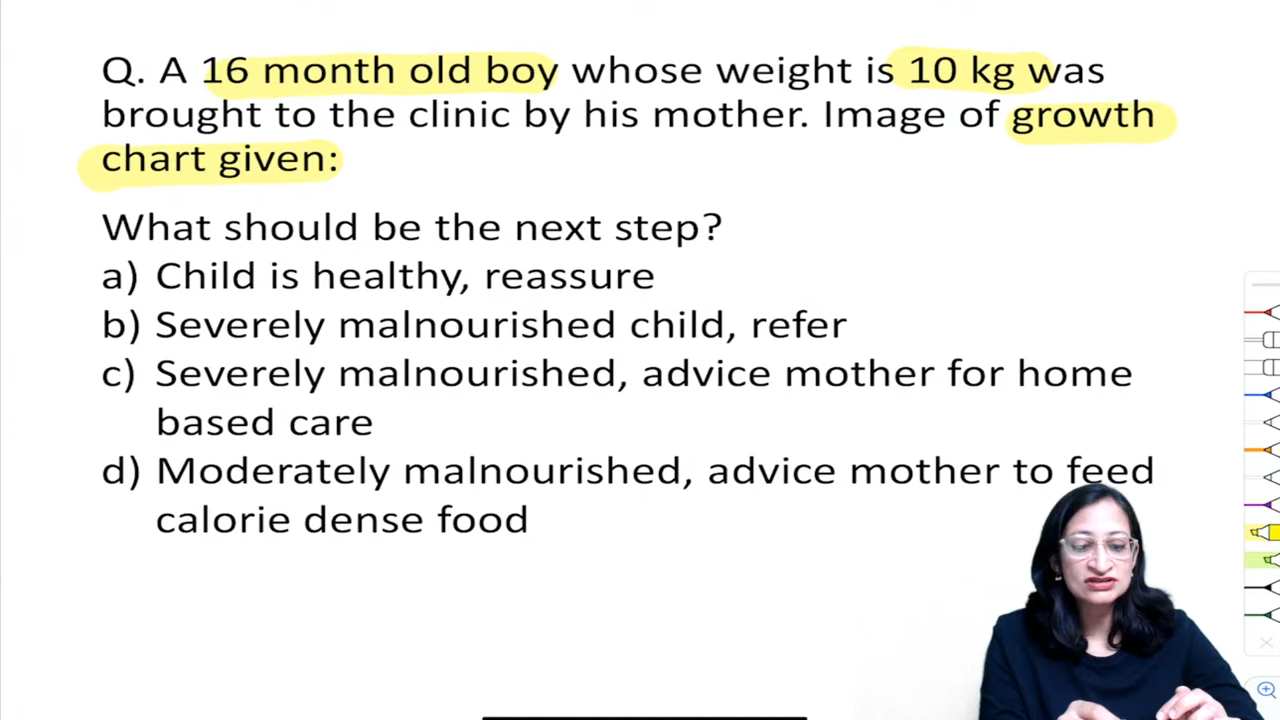 Q. A 16 month old boy whose weight is 10 kg was
brought to the clinic by his mother. Image of growth
chart given:
What should be the next step?
a) Child is healthy, reassure
b) Severely malnourished child, refer
c) Severely malnourished, advice mother for home
based care
d) Moderately malnourished, advice mother to feed
calorie dense food